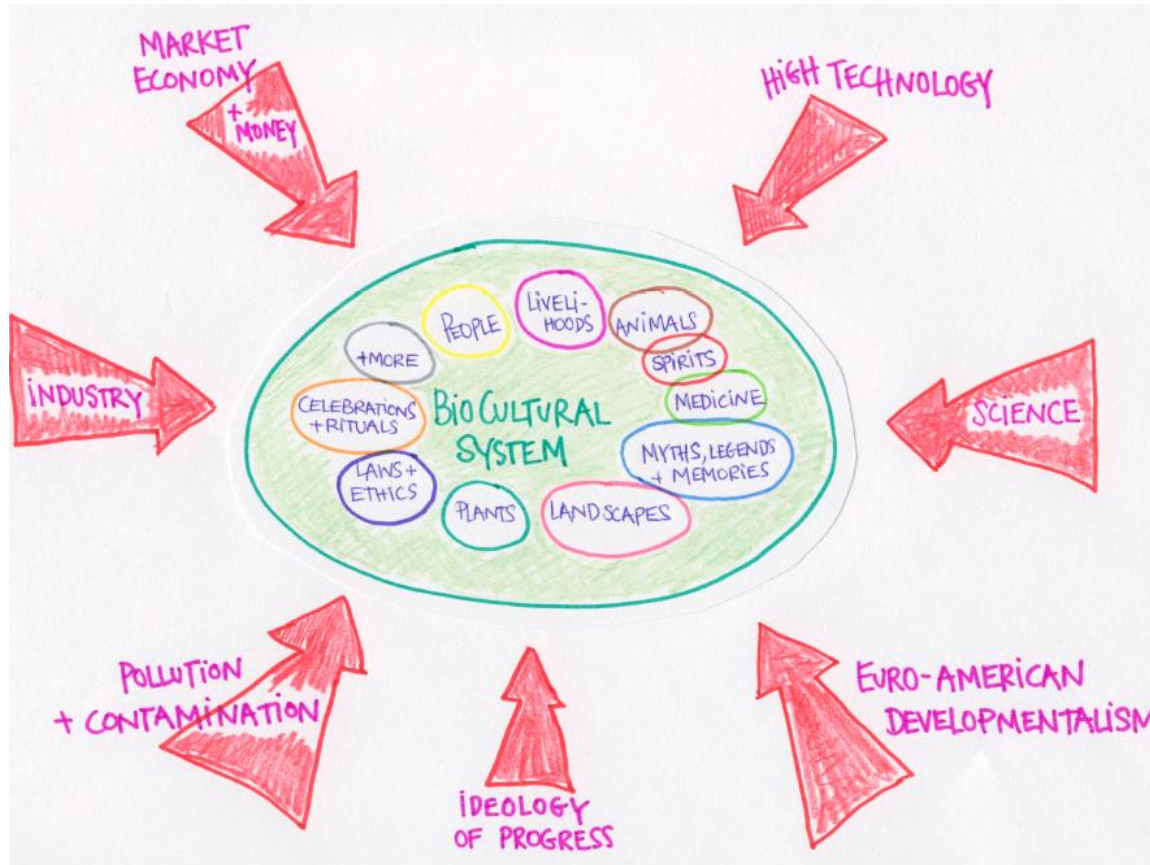 MARKET
ECONOMY
+ MONEY
HiGH TECHNOLOGY
iNDUSTRY
SCIENCE
PEOPLE
LiVELi-
HOODS
ANiMALS
SPiRiTS
+MORE
MEDICINE
CELEBRATiONS
+ RiTUALS
BiO CULTURAL
SYSTEM
MYTHS, LEGENDS
+ MEMORiES
LAWS +
ETHiCS
PLANTS
LANDSCAPES
POLLUTiON
+ CONTAMiNATiON
iDEOLOGY
OF PROGRESS
EURO-AMERiCAN
DEVELOPMENTALiSM